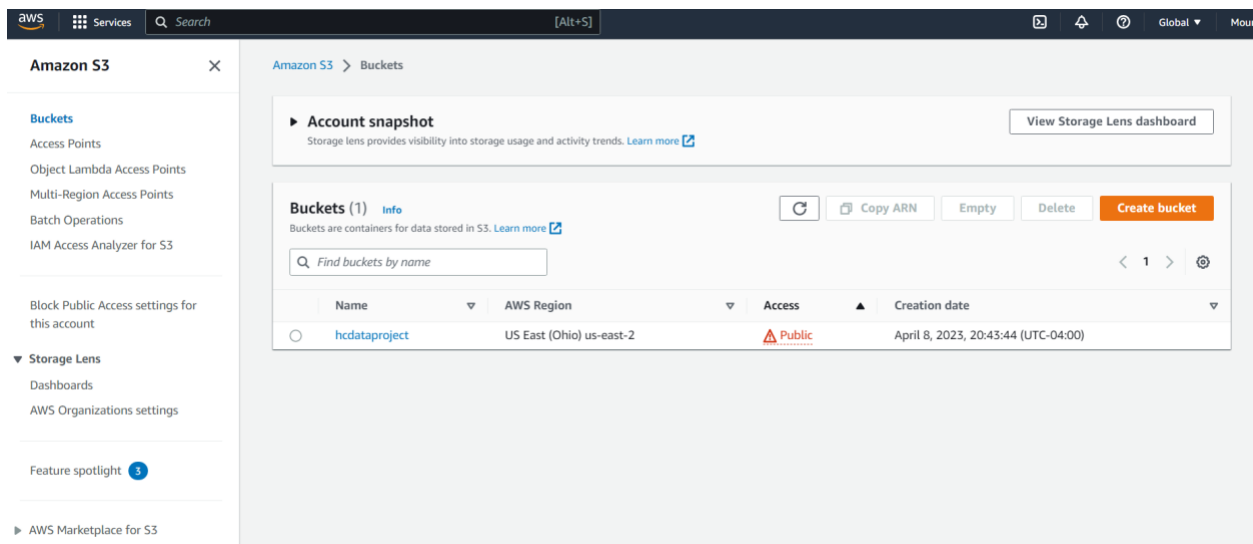 aws
Services
Search
[Alt+S]
Global
Amazon S3
Buckets
Access Points
Object Lambda Access Points
Multi-Region Access Points
Batch Operations
IAM Access Analyzer for S3
Block Public Access settings for
this account
Storage Lens
Dashboards
AWS Organizations settings
Feature spotlight 3
AWS Marketplace for S3
Amazon S3 > Buckets
Account snapshot
Storage lens provides visibility into storage usage and activity trends. Learn more
View Storage Lens dashboard
Buckets (1) Info
Buckets are containers for data stored in S3. Learn more
Copy ARN
Empty
Delete
Create bucket
Find buckets by name
1
Name AWS Region Access Creation date
hcdataproject US East (Ohio) us-east-2 Public April 8, 2023, 20:43:44 (UTC-04:00)